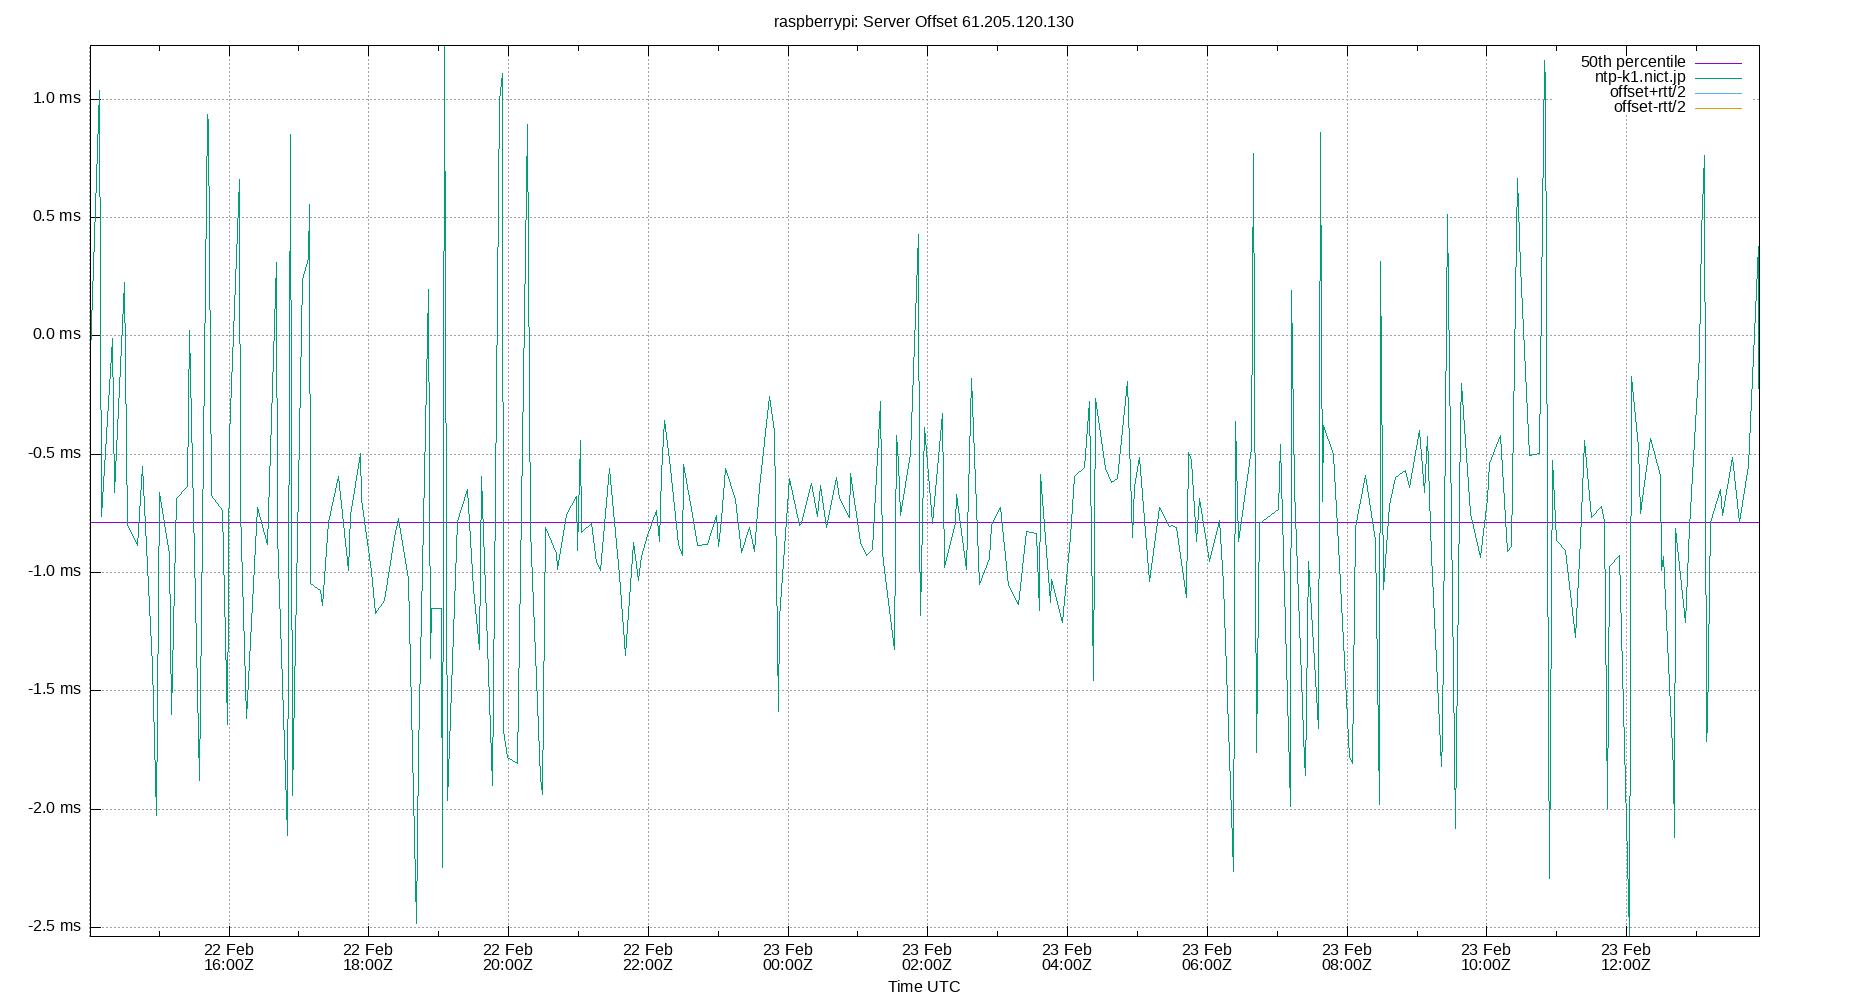 raspberrypi: Server Offset 61.205.120.130
50th percentile
ntp-k1.nict.jp
offset+rtt/2
offset-rtt/2
1.0 ms
0.5 ms
0.0 ms
-0.5 ms
-1.0 ms
-1.5 ms
-2.0 ms
-2.5 ms
22 Feb 22 Feb 22 Feb 22 Feb 23 Feb 23 Feb 23 Feb 23 Feb 23 Feb 23 Feb 23 Feb
16:00Z 18:00Z 20:00Z 22:00Z 00:00Z 02:00Z 04:00Z 06:00Z 08:00Z 10:00Z 12:00Z
Time UTC